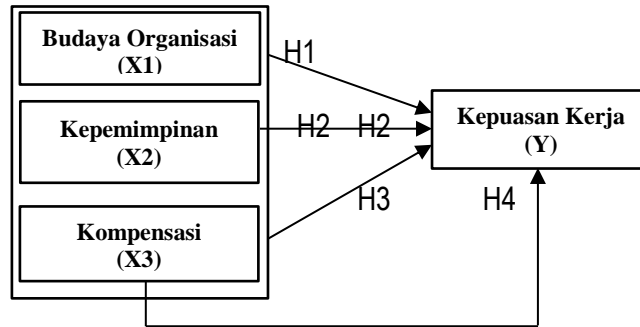 Budaya Organisasi
(X1)
H1
Kepemimpinan
(X2)
H2 H2
Kepuasan Kerja
(Y)
H3
H4
Kompensasi
(X3)